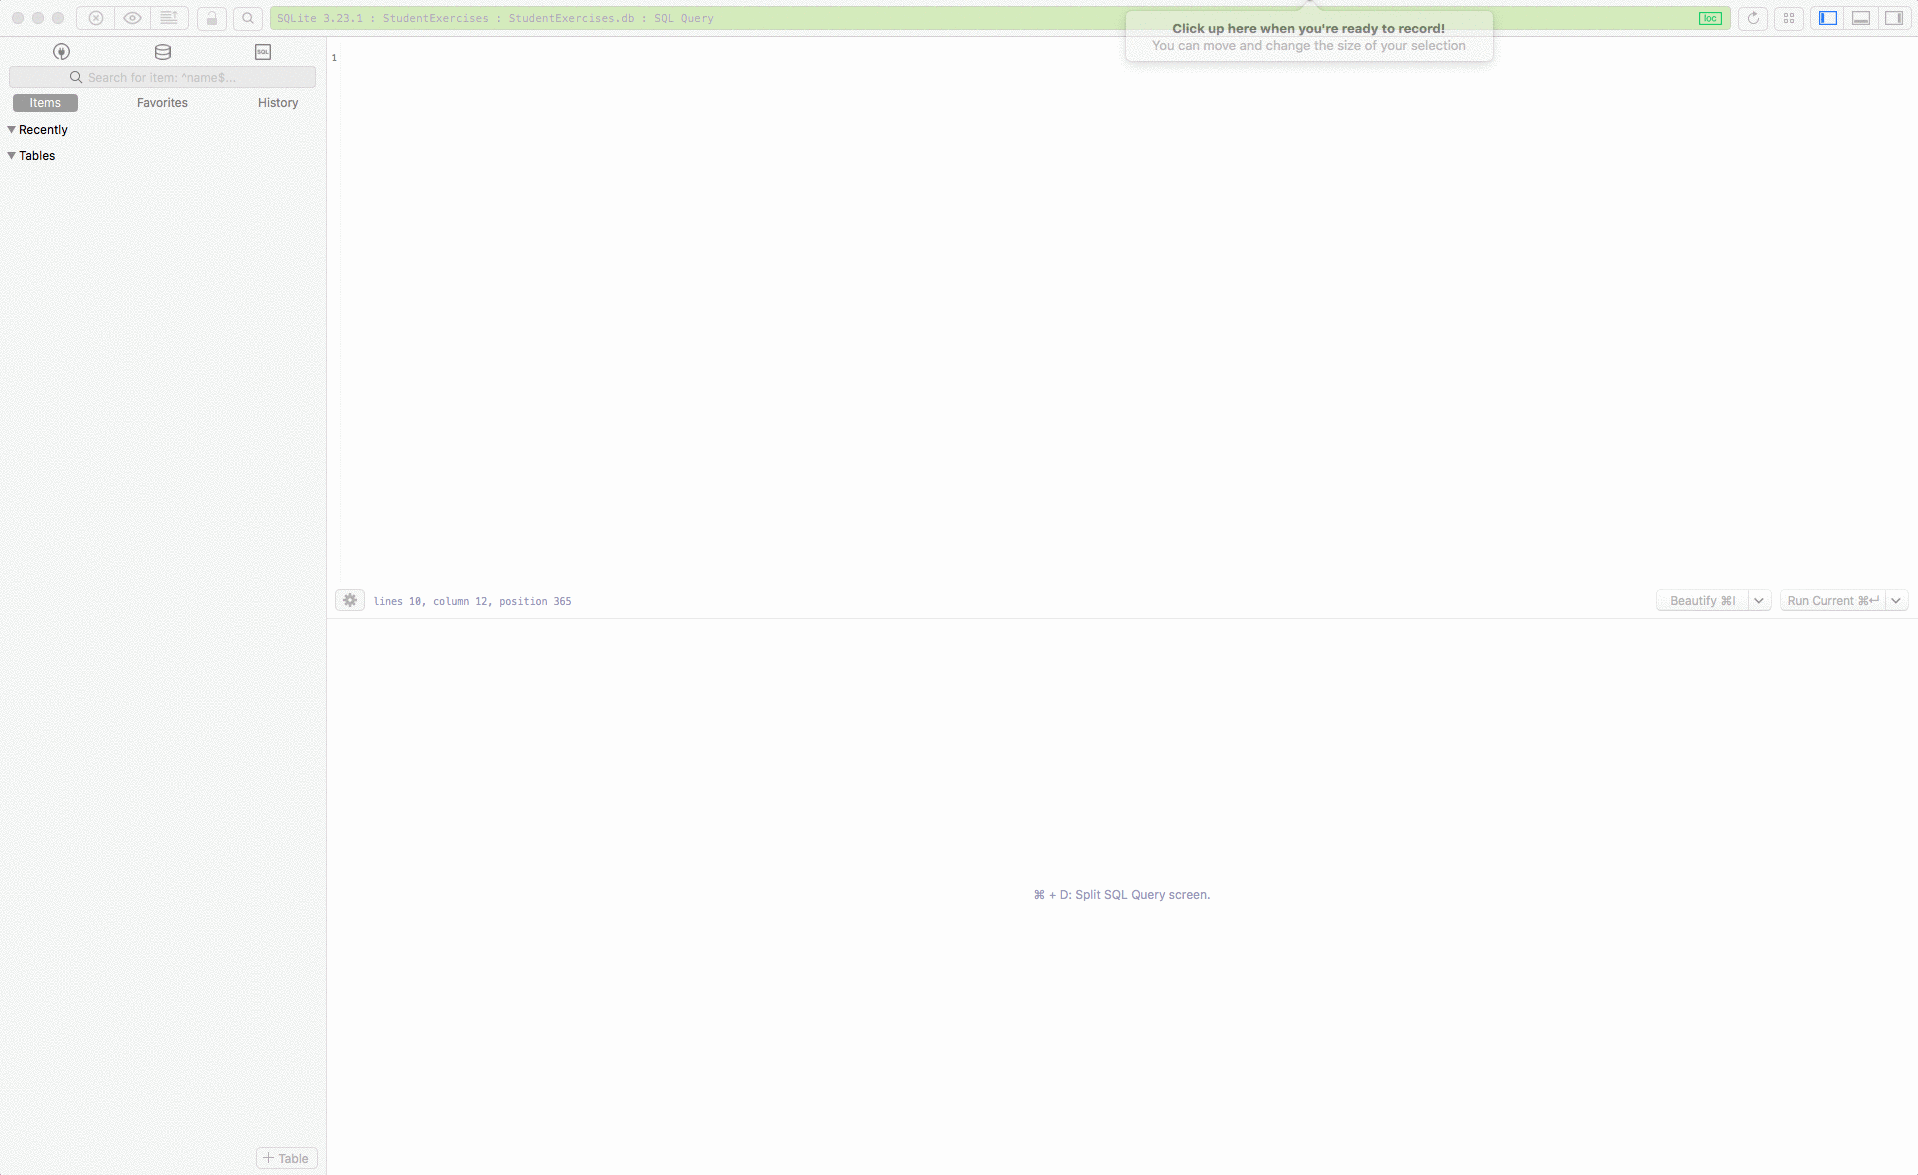 SQLite 3.23.1 : StudentExercises : StudentExercises.db : SQL Query
loc
Click up here when you're ready to record!
You can move and change the size of your selection
SQL
Search for item: ^name$...
Items Favorites History
Recently
Tables
1
lines 10, column 12, position 365
Beautify ⌘I
Run Current ⌘↵
⌘ + D: Split SQL Query screen.
+ Table